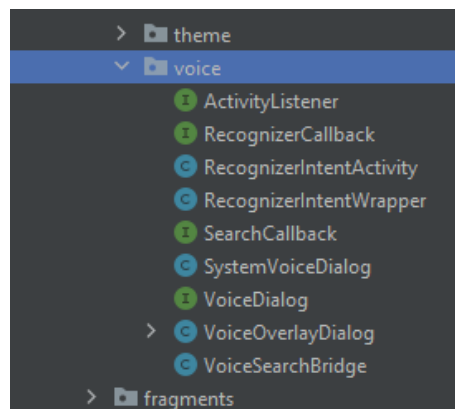 theme
voice
I ActivityListener
I RecognizerCallback
C RecognizerIntentActivity
C RecognizerIntentWrapper
I SearchCallback
C SystemVoiceDialog
I VoiceDialog
C VoiceOverlayDialog
C VoiceSearchBridge
fragments